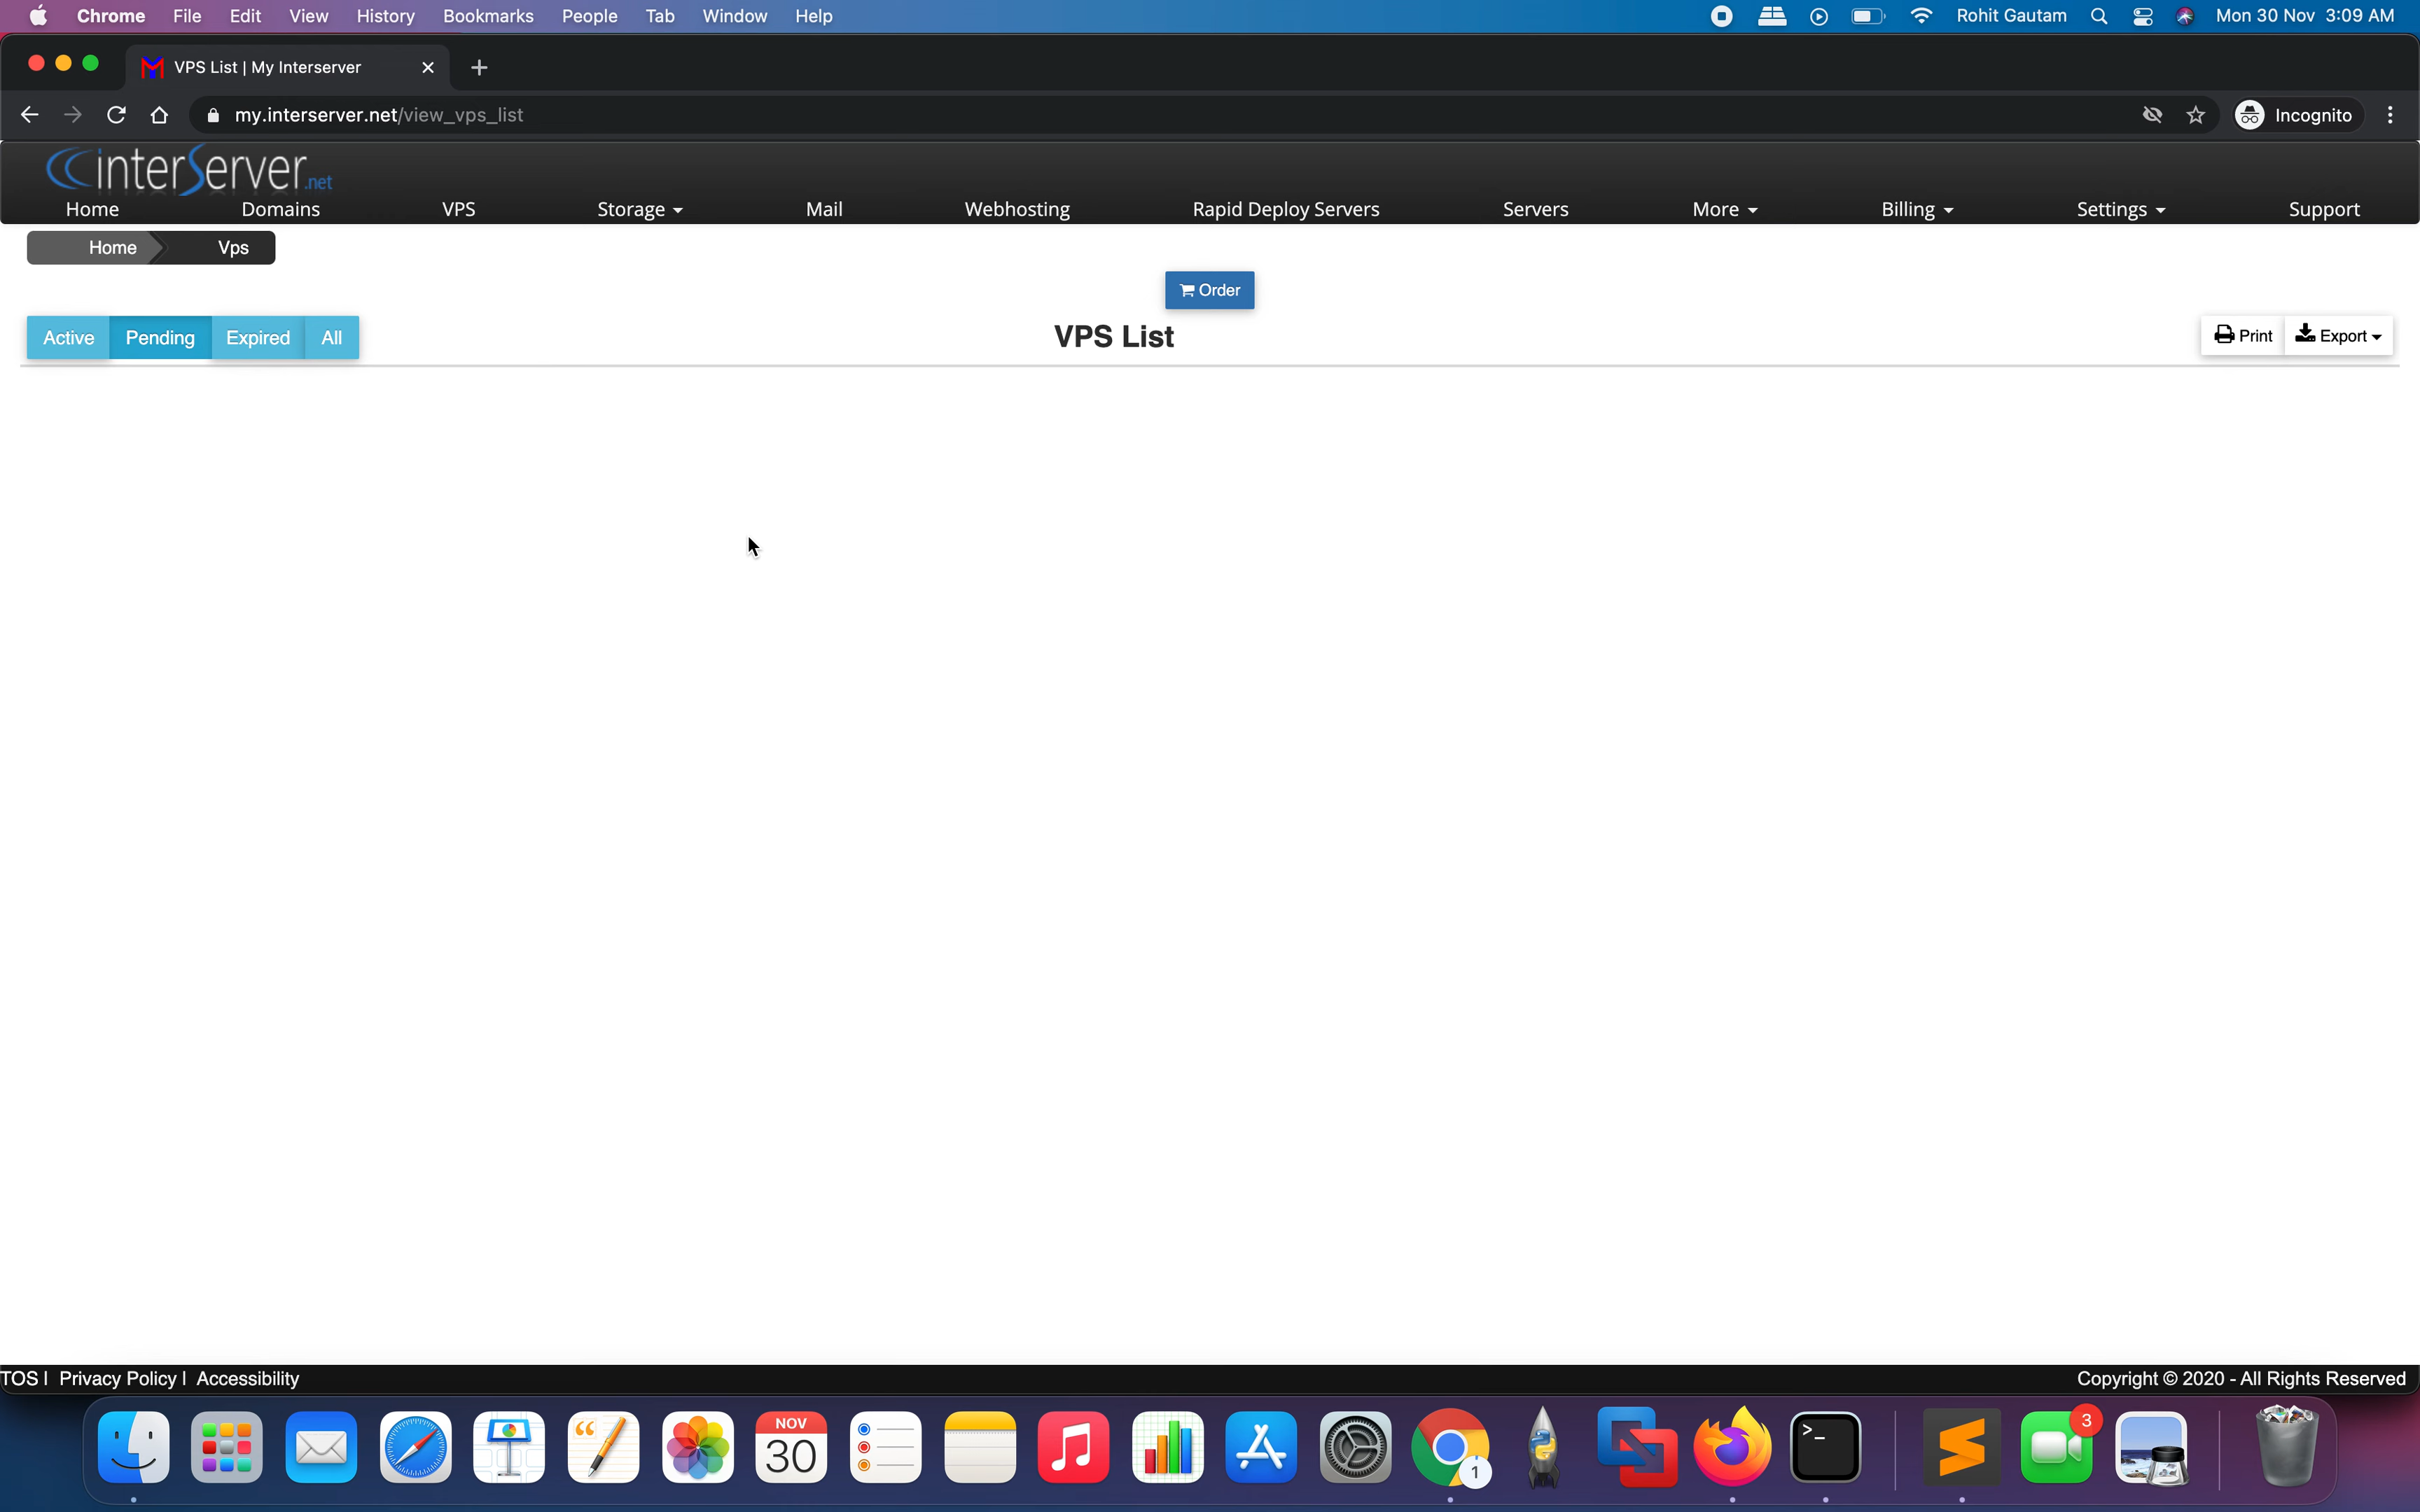 Chrome File Edit View History Bookmarks People Tab Window Help Rohit Gautam Mon 30 Nov 3:09 AM
VPS List | My Interserver
my.interserver.net/view_vps_list Incognito
interServer.net
Home Domains VPS Storage Mail Webhosting Rapid Deploy Servers Servers More Billing Settings Support
Home Vps
Order
Active Pending Expired All VPS List Print Export
TOS | Privacy Policy | Accessibility Copyright © 2020 - All Rights Reserved
NOV
30
1
3